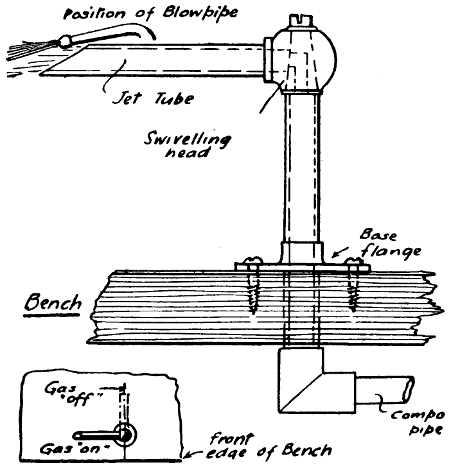 Position of Blowpipe
Jet Tube
Swivelling
head
Base
flange
Bench
Gas
"off"
Gas "on"
front
edge of Bench
Compo
pipe